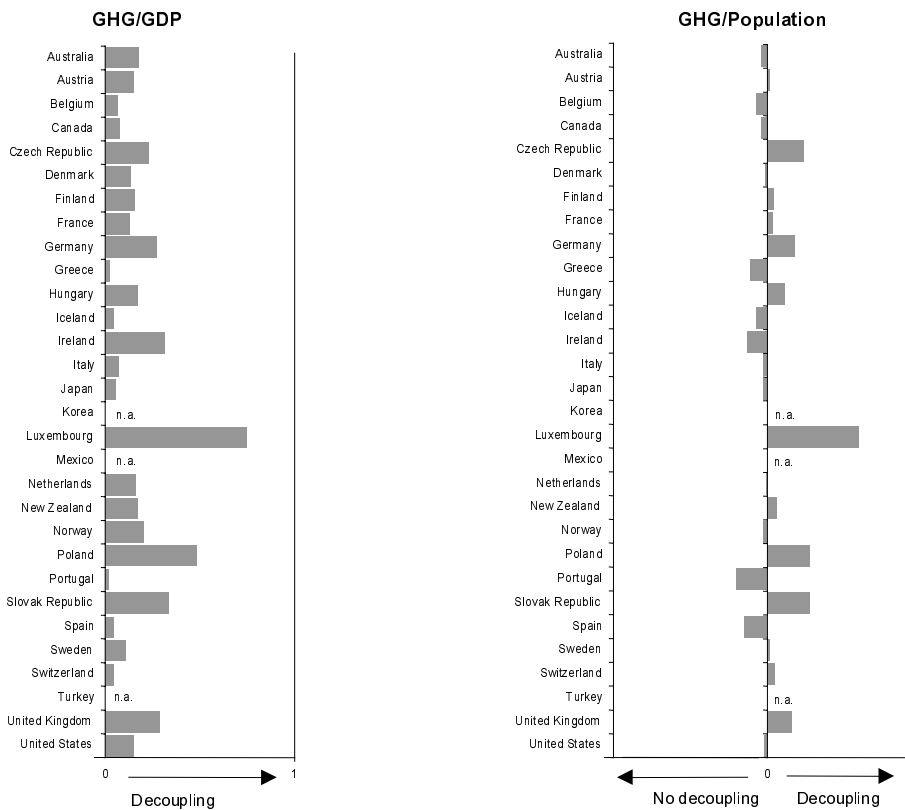 GHG/GDP
Australia
Austria
Belgium
Canada
Czech Republic
Denmark
Finland
France
Germany
Greece
Hungary
Iceland
Ireland
Italy
Japan
Korea n.a.
Luxembourg
Mexico n.a.
Netherlands
New Zealand
Norway
Poland
Portugal
Slovak Republic
Spain
Sweden
Switzerland
Turkey n.a.
United Kingdom
United States
0 1
Decoupling
GHG/Population
Australia
Austria
Belgium
Canada
Czech Republic
Denmark
Finland
France
Germany
Greece
Hungary
Iceland
Ireland
Italy
Japan
Korea n.a.
Luxembourg
Mexico n.a.
Netherlands
New Zealand
Norway
Poland
Portugal
Slovak Republic
Spain
Sweden
Switzerland
Turkey n.a.
United Kingdom
United States
0
No decoupling Decoupling